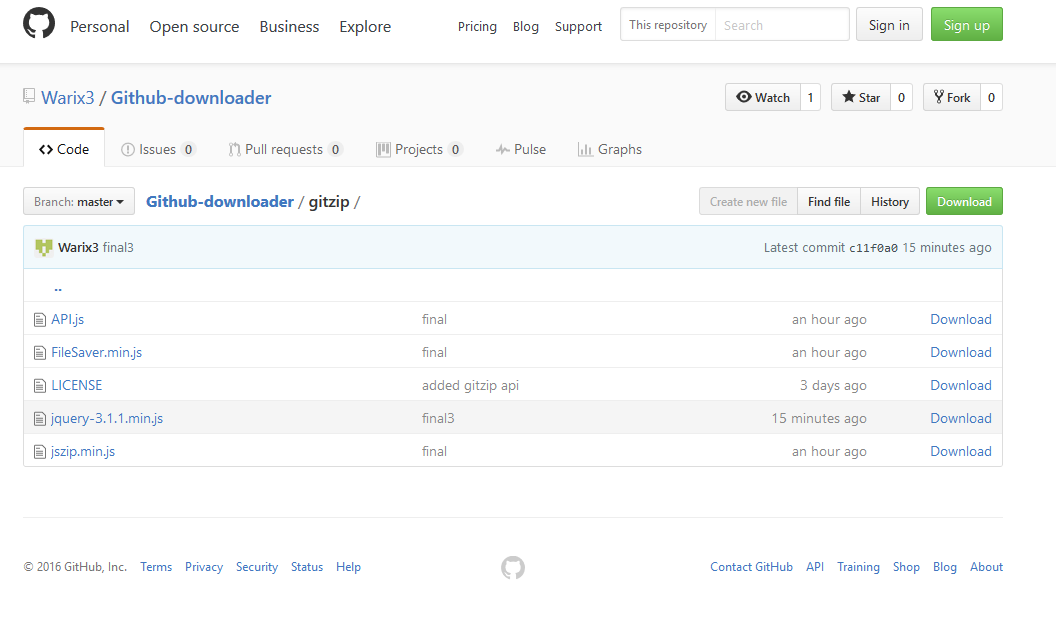 Personal Open source Business Explore Pricing Blog Support This repository Search Sign in Sign up
Warix3 / Github-downloader Watch 1 Star 0 Fork 0
Code Issues 0 Pull requests 0 Projects 0 Pulse Graphs
Branch: master Github-downloader / gitzip / Create new file Find file History Download
Warix3 final3 Latest commit c11f0a0 15 minutes ago
..
API.js final an hour ago Download
FileSaver.min.js final an hour ago Download
LICENSE added gitzip api 3 days ago Download
jquery-3.1.1.min.js final3 15 minutes ago Download
jszip.min.js final an hour ago Download
© 2016 GitHub, Inc. Terms Privacy Security Status Help Contact GitHub API Training Shop Blog About